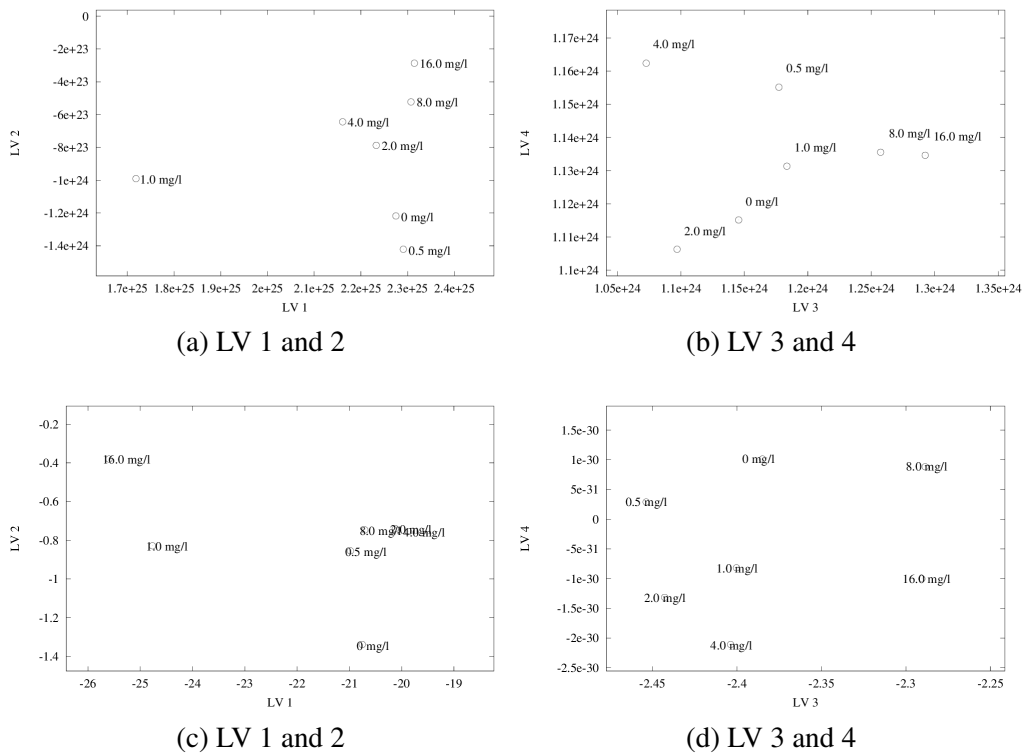 0
-2e+23
-4e+23
-6e+23
-8e+23
-1e+24
-1.2e+24
-1.4e+24
LV 2
16.0 mg/l
8.0 mg/l
4.0 mg/l
2.0 mg/l
1.0 mg/l
0 mg/l
0.5 mg/l
1.7e+25 1.8e+25 1.9e+25 2e+25 2.1e+25 2.2e+25 2.3e+25 2.4e+25
LV 1
(a) LV 1 and 2
1.17e+24
1.16e+24
1.15e+24
1.14e+24
1.13e+24
1.12e+24
1.11e+24
1.1e+24
LV 4
4.0 mg/l
0.5 mg/l
8.0 mg/l 16.0 mg/l
1.0 mg/l
0 mg/l
2.0 mg/l
1.05e+24 1.1e+24 1.15e+24 1.2e+24 1.25e+24 1.3e+24 1.35e+24
LV 3
(b) LV 3 and 4
-0.2
-0.4
-0.6
-0.8
-1
-1.2
-1.4
LV 2
16.0 mg/l
8.0 mg/l 2.0 mg/l 4.0 mg/l
1.0 mg/l
0.5 mg/l
0 mg/l
-26 -25 -24 -23 -22 -21 -20 -19
LV 1
(c) LV 1 and 2
1.5e-30
1e-30
5e-31
0
-5e-31
-1e-30
-1.5e-30
-2e-30
-2.5e-30
LV 4
0 mg/l
8.0 mg/l
0.5 mg/l
1.0 mg/l
16.0 mg/l
2.0 mg/l
4.0 mg/l
-2.45 -2.4 -2.35 -2.3 -2.25
LV 3
(d) LV 3 and 4